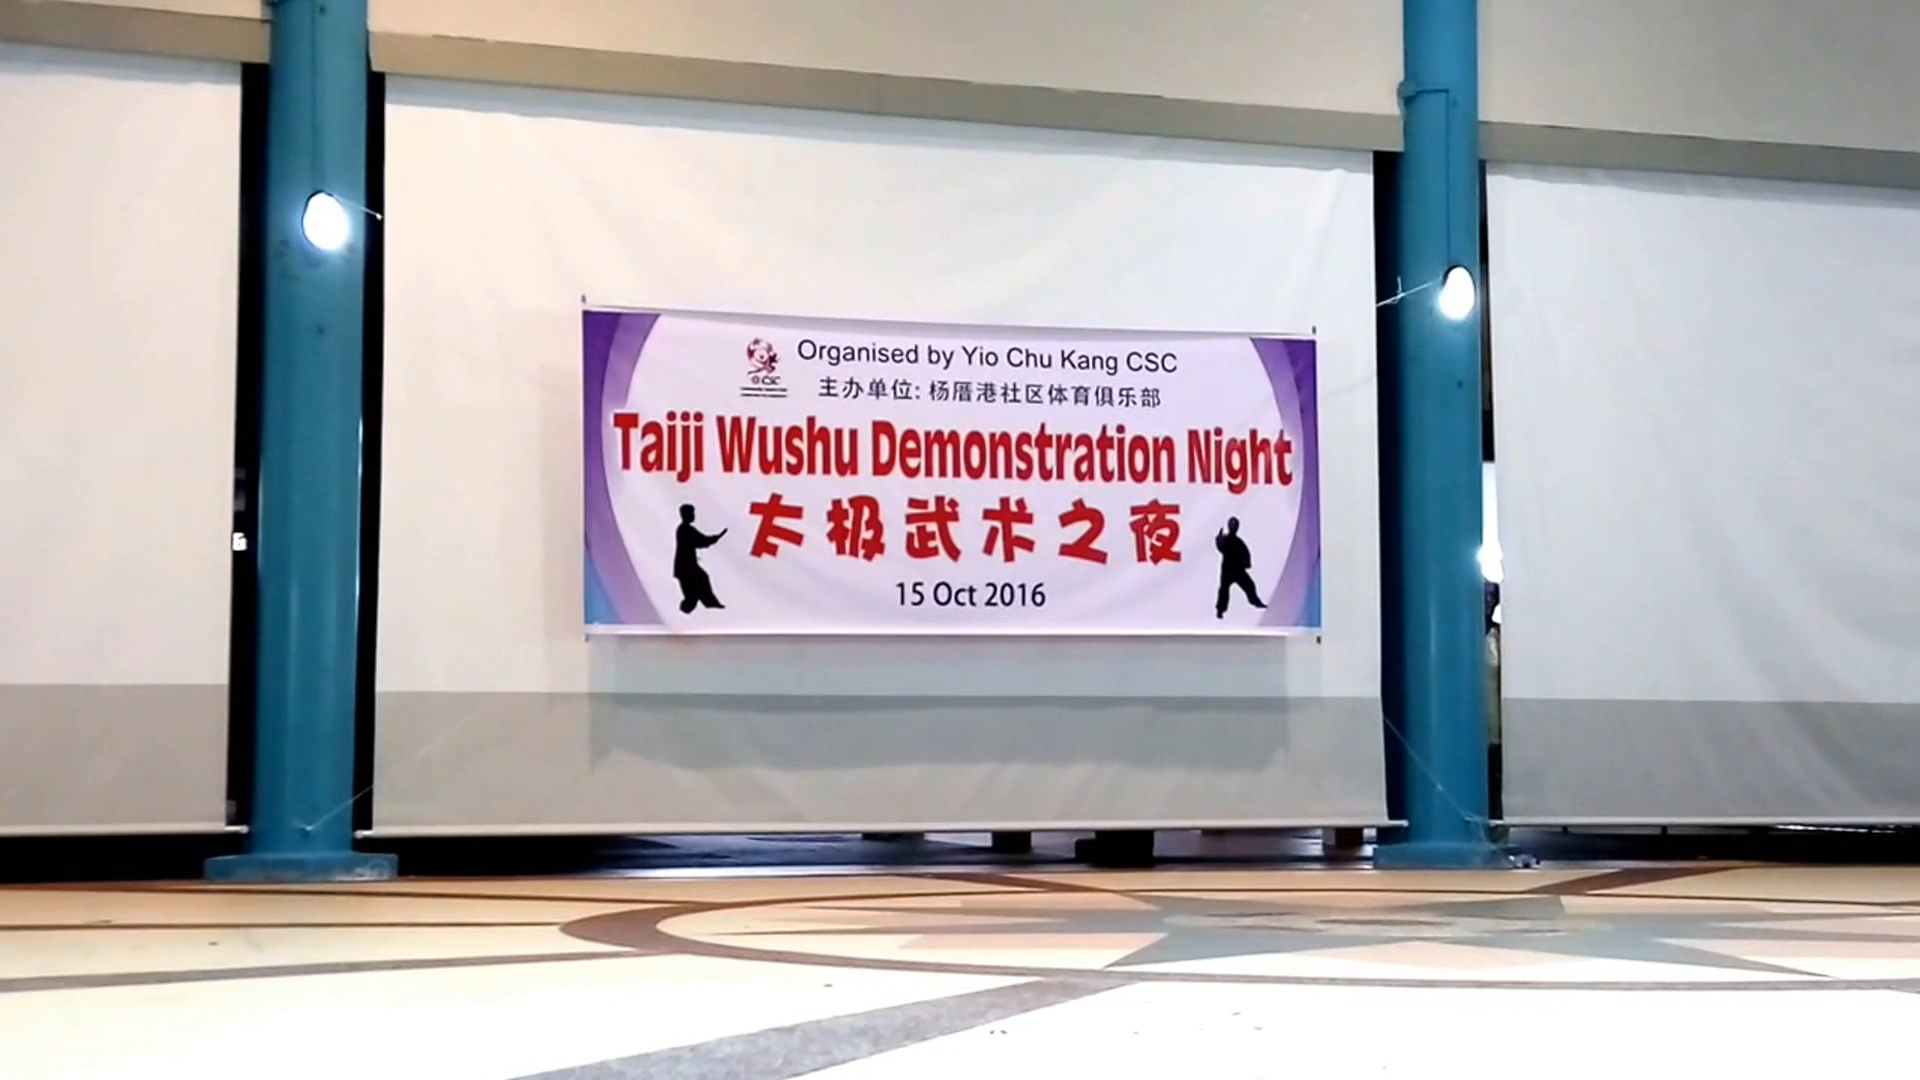 Organised by Yio Chu Kang CSC
CSC
主办单位: 杨厝港社区体育俱乐部
Taiji Wushu Demonstration Night
太极武术之夜
15 Oct 2016